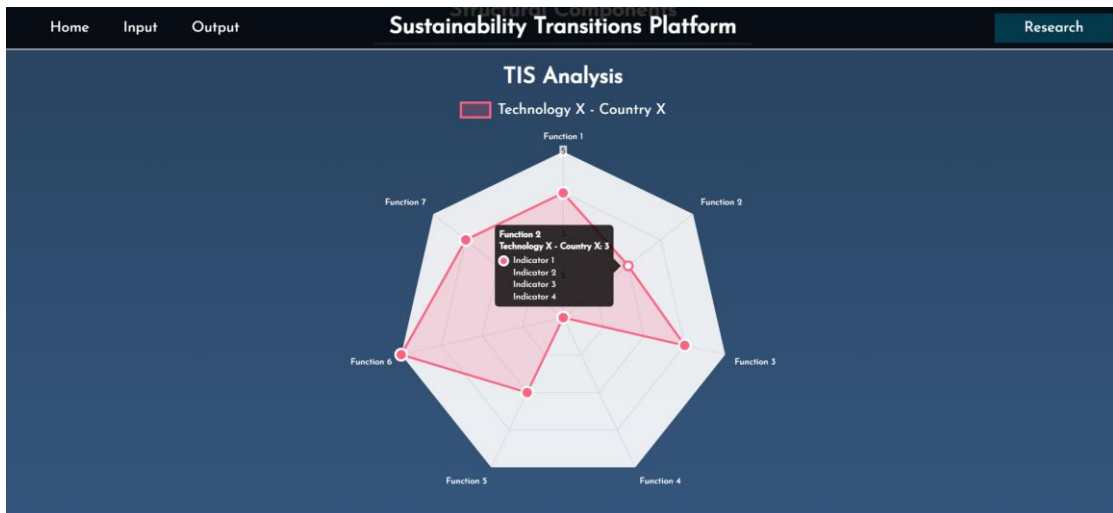 Structural Components
Home Input Output Sustainability Transitions Platform Research
TIS Analysis
Technology X - Country X
Function 1
5
Function 7
Function 2
Function 2
Technology X - Country X: 3
Indicator 1
Indicator 2
Indicator 3
Indicator 4
Function 6
Function 3
Function 5
Function 4